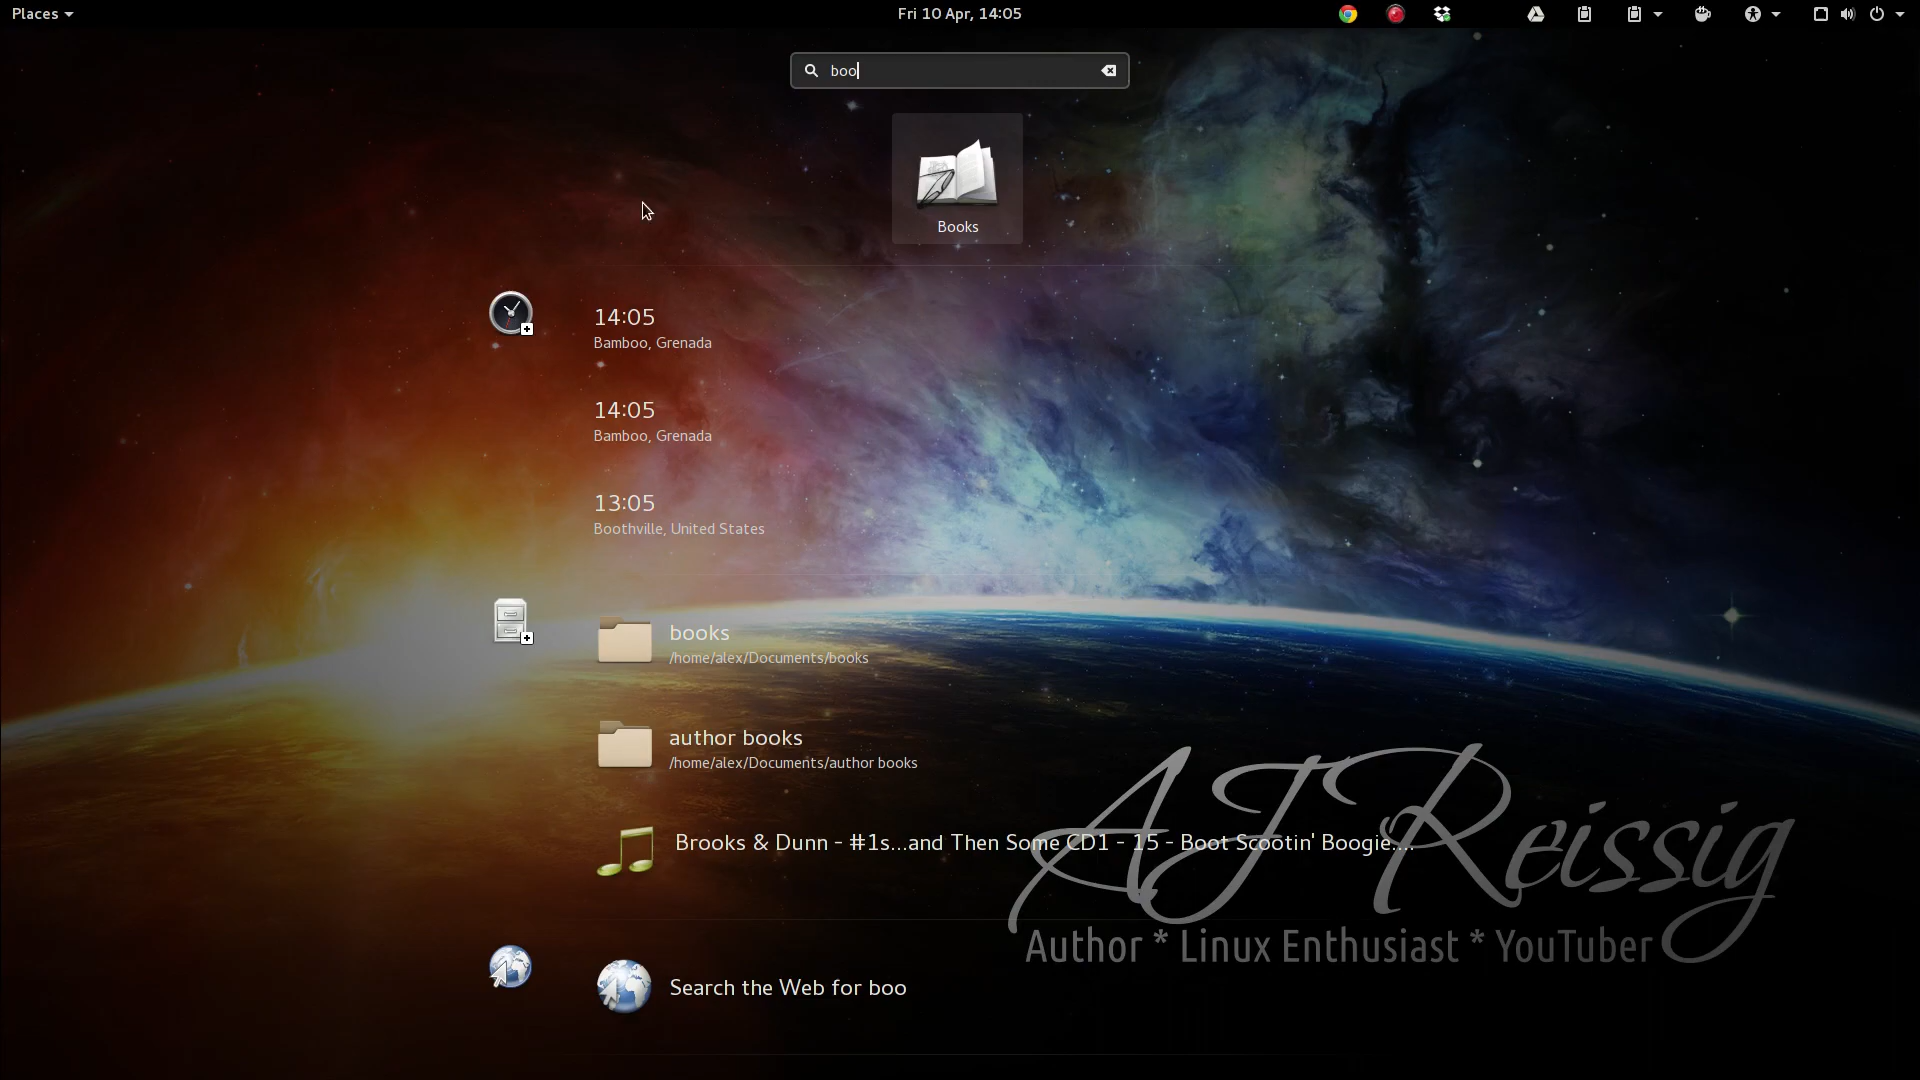 Places
Fri 10 Apr, 14:05
boo
Books
14:05
Bamboo, Grenada
14:05
Bamboo, Grenada
13:05
Boothville, United States
books
/home/alex/Documents/books
author books
/home/alex/Documents/author books
Brooks & Dunn - #1s...and Then Some CD1 - 15 - Boot Scootin' Boogie....
AJ Reissig
Author * Linux Enthusiast * YouTuber
Search the Web for boo